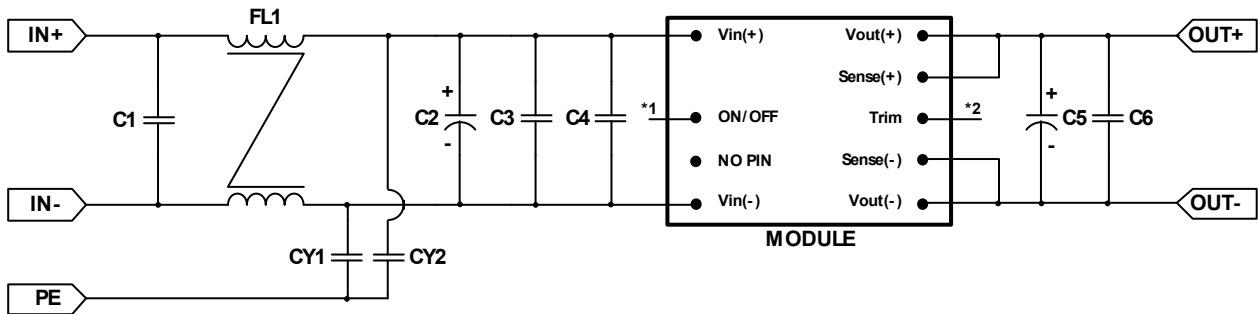 FL1
IN+
C1
IN-
PE
CY1
CY2
+
C2
-
C3
C4
*1
Vin(+)
ON/OFF
NO PIN
Vin(-)
Vout(+)
Sense(+)
Trim
Sense(-)
Vout(-)
MODULE
*2
+
C5
-
C6
OUT+
OUT-